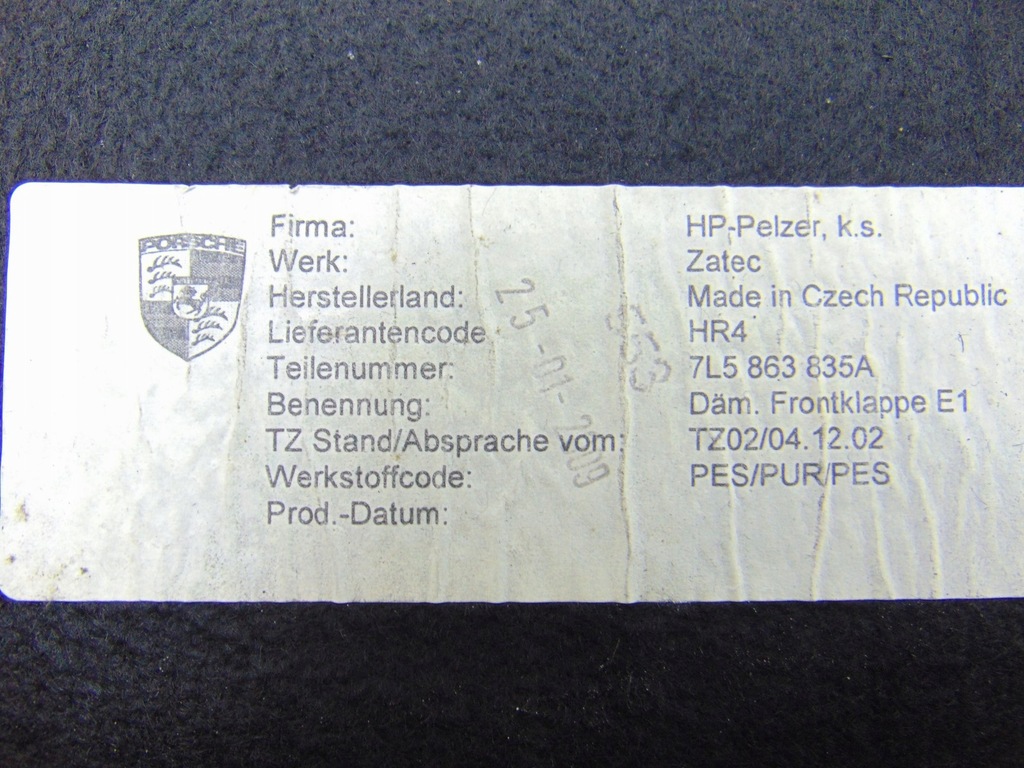 PORSCHE
Firma: HP-Pelzer, k.s.
Werk: Zatec
Herstellerland: Made in Czech Republic
Lieferantencode HR4
Teilenummer: 7L5 863 835A
Benennung: Däm. Frontklappe E1
TZ Stand/Absprache vom: TZ02/04.12.02
Werkstoffcode: PES/PUR/PES
Prod.-Datum:
25-01-2009
553